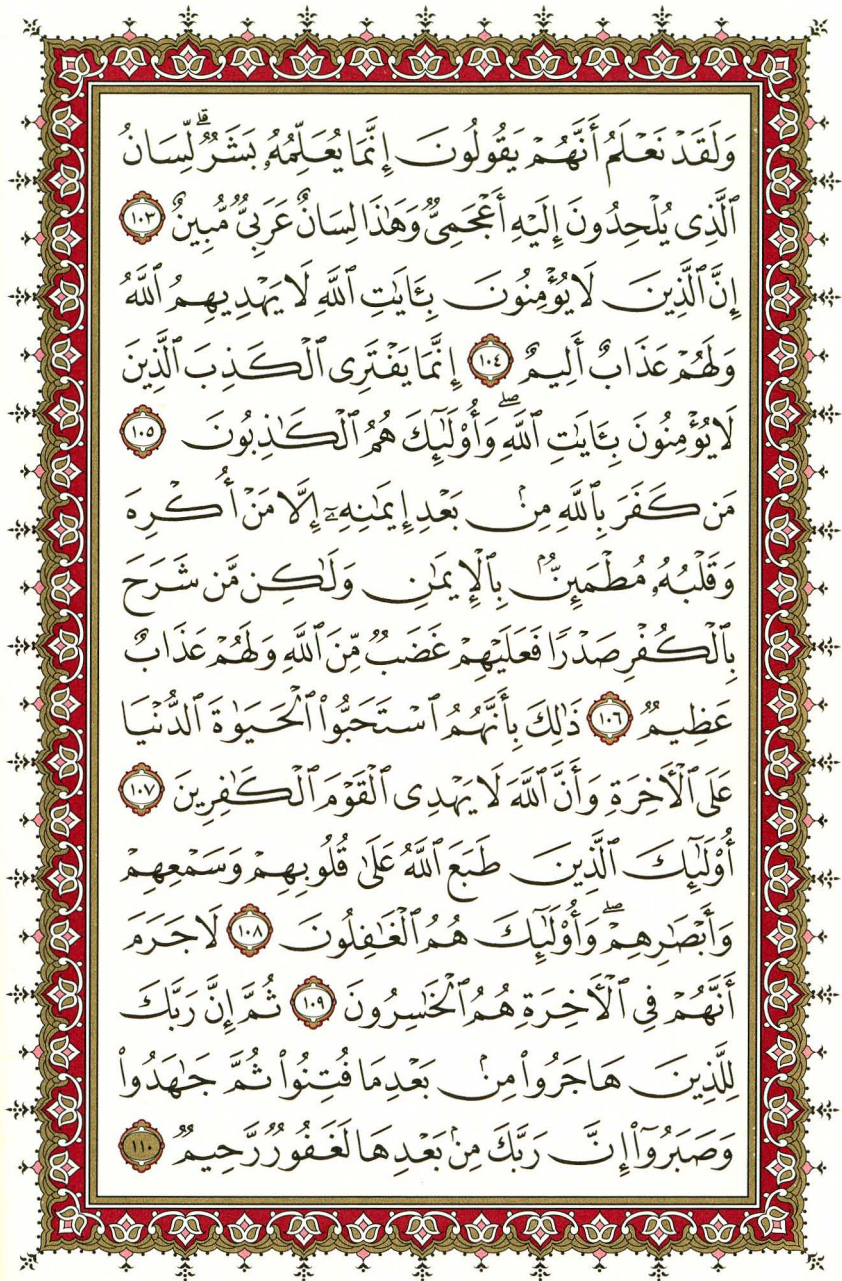 وَلَقَدْ نَعْلَمُ أَنَّهُمْ يَقُولُونَ إِنَّمَا يُعَلِّمُهُۥ بَشَرٌۗ لِّسَانُ
ٱلَّذِى يُلْحِدُونَ إِلَيْهِ أَعْجَمِىٌّ وَهَٰذَا لِسَانٌ عَرَبِىٌّ مُّبِينٌ ١٠٣
إِنَّ ٱلَّذِينَ لَا يُؤْمِنُونَ بِـَٔايَٰتِ ٱللَّهِ لَا يَهْدِيهِمُ ٱللَّهُ
وَلَهُمْ عَذَابٌ أَلِيمٌ ١٠٤ إِنَّمَا يَفْتَرِى ٱلْكَذِبَ ٱلَّذِينَ
لَا يُؤْمِنُونَ بِـَٔايَٰتِ ٱللَّهِۖ وَأُو۟لَٰٓئِكَ هُمُ ٱلْكَٰذِبُونَ ١٠٥
مَن كَفَرَ بِٱللَّهِ مِنۢ بَعْدِ إِيمَٰنِهِۦٓ إِلَّا مَنْ أُكْرِهَ
وَقَلْبُهُۥ مُطْمَئِنٌّۢ بِٱلْإِيمَٰنِ وَلَٰكِن مَّن شَرَحَ
بِٱلْكُفْرِ صَدْرًا فَعَلَيْهِمْ غَضَبٌ مِّنَ ٱللَّهِ وَلَهُمْ عَذَابٌ
عَظِيمٌ ١٠٦ ذَٰلِكَ بِأَنَّهُمُ ٱسْتَحَبُّوا۟ ٱلْحَيَوٰةَ ٱلدُّنْيَا
عَلَى ٱلْـَٔاخِرَةِ وَأَنَّ ٱللَّهَ لَا يَهْدِى ٱلْقَوْمَ ٱلْكَٰفِرِينَ ١٠٧
أُو۟لَٰٓئِكَ ٱلَّذِينَ طَبَعَ ٱللَّهُ عَلَىٰ قُلُوبِهِمْ وَسَمْعِهِمْ
وَأَبْصَٰرِهِمْۖ وَأُو۟لَٰٓئِكَ هُمُ ٱلْغَٰفِلُونَ ١٠٨ لَا جَرَمَ
أَنَّهُمْ فِى ٱلْـَٔاخِرَةِ هُمُ ٱلْخَٰسِرُونَ ١٠٩ ثُمَّ إِنَّ رَبَّكَ
لِلَّذِينَ هَاجَرُوا۟ مِنۢ بَعْدِ مَا فُتِنُوا۟ ثُمَّ جَٰهَدُوا۟
وَصَبَرُوٓا۟ إِنَّ رَبَّكَ مِنۢ بَعْدِهَا لَغَفُورٌ رَّحِيمٌ ١١٠